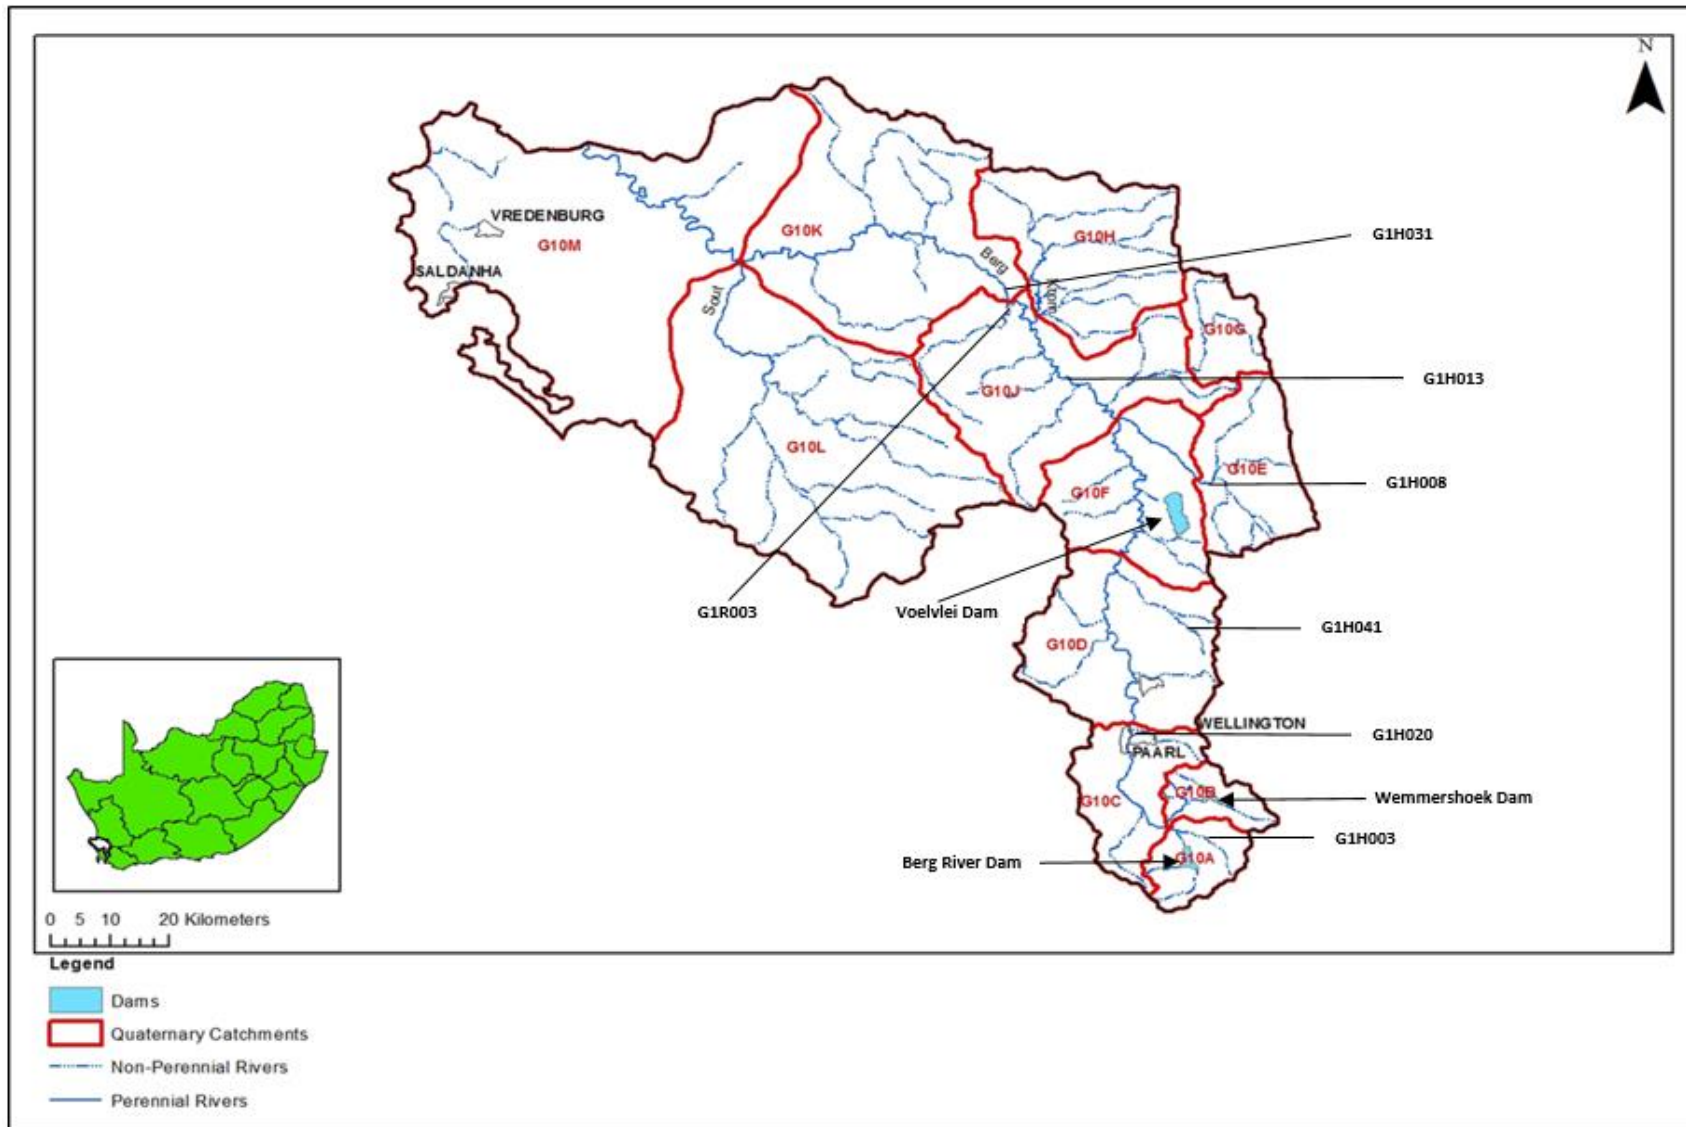 N
VREDENBURG
G10M
SALDANHA
G10K
G10H
G1H031
Berg
Krom
Sout
G10G
G10J
G1H013
G10L
G10E
G10F
G1H008
G1R003
Voelvlei Dam
G1H041
G10D
WELLINGTON
G1H020
PAARL
G10C
G10B
Wemmershoek Dam
G1H003
Berg River Dam
G10A
0 5 10 20 Kilometers
Legend
Dams
Quaternary Catchments
Non-Perennial Rivers
Perennial Rivers